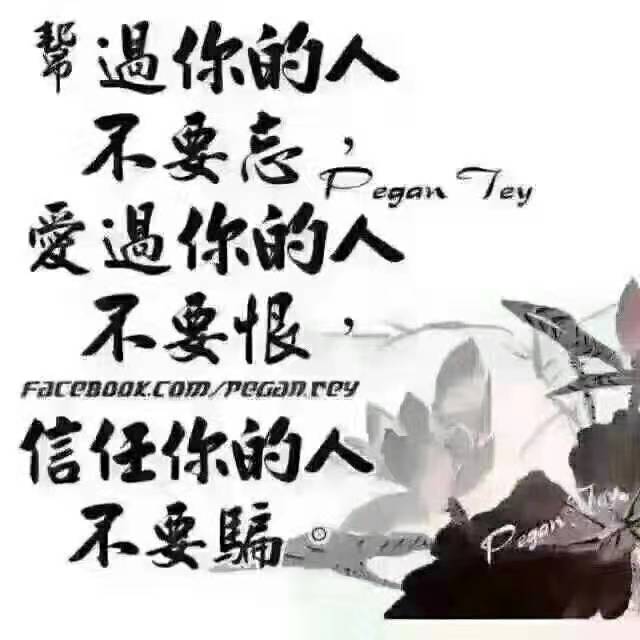 幫過你的人
不要忘，
Pegan Tey
愛過你的人
不要恨，
FACEBOOK.COM/PEGAN.REY
信任你的人
不要騙。
Pegan Tey